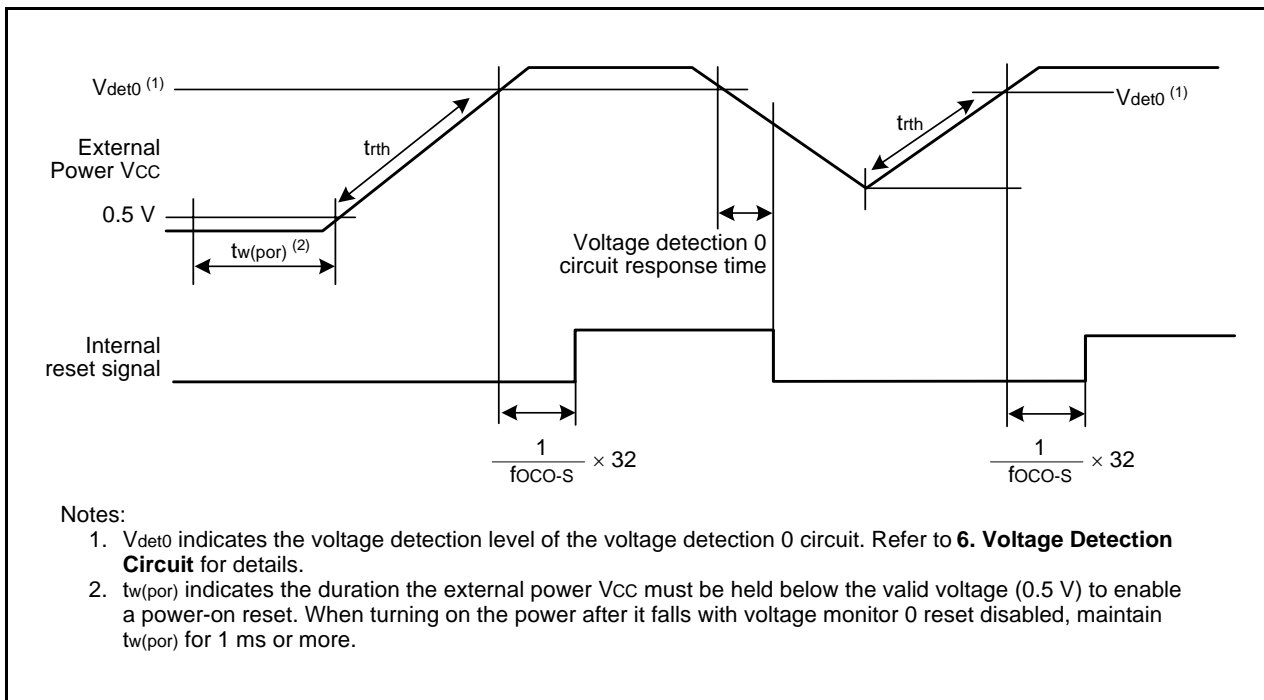 Vdet0 (1)
External
Power VCC
0.5 V
tw(por) (2)
trth
Voltage detection 0
circuit response time
trth
Vdet0 (1)
Internal
reset signal
1
fOCO-S
× 32
1
fOCO-S
× 32
Notes:
1. Vdet0 indicates the voltage detection level of the voltage detection 0 circuit. Refer to 6. Voltage Detection
Circuit for details.
2. tw(por) indicates the duration the external power VCC must be held below the valid voltage (0.5 V) to enable
a power-on reset. When turning on the power after it falls with voltage monitor 0 reset disabled, maintain
tw(por) for 1 ms or more.